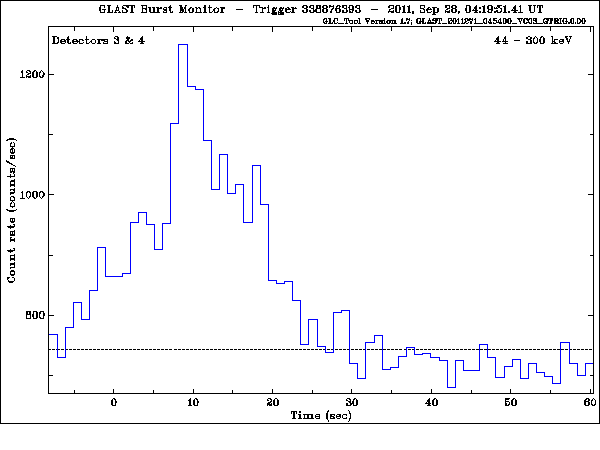 GLAST Burst Monitor - Trigger 338876393 - 2011, Sep 28, 04:19:51.41 UT
Detectors 3 & 4
44 - 300 keV
1200
1000
800
Count rate (counts/sec)
0 10 20 30 40 50 60
Time (sec)